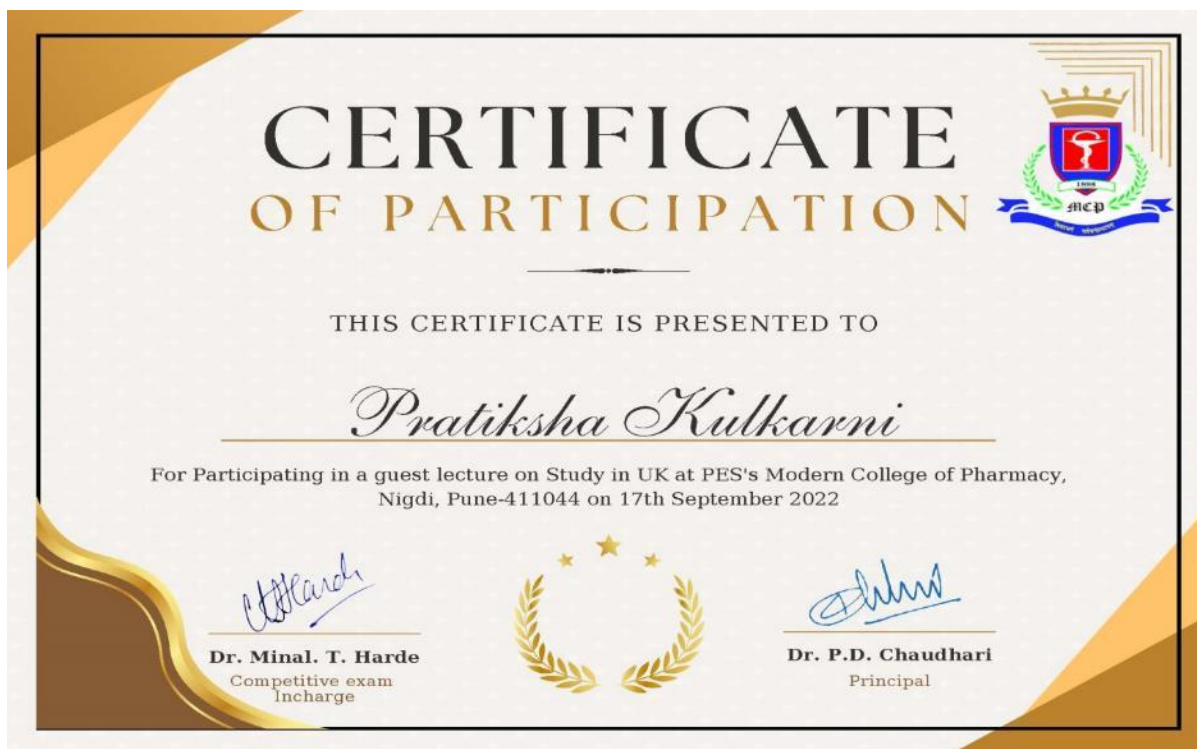 CERTIFICATE
OF PARTICIPATION
1998
MCP
THIS CERTIFICATE IS PRESENTED TO
Pratiksha Kulkarni
For Participating in a guest lecture on Study in UK at PES's Modern College of Pharmacy,
Nigdi, Pune-411044 on 17th September 2022
Dr. Minal. T. Harde
Competitive exam
Incharge
Dr. P.D. Chaudhari
Principal